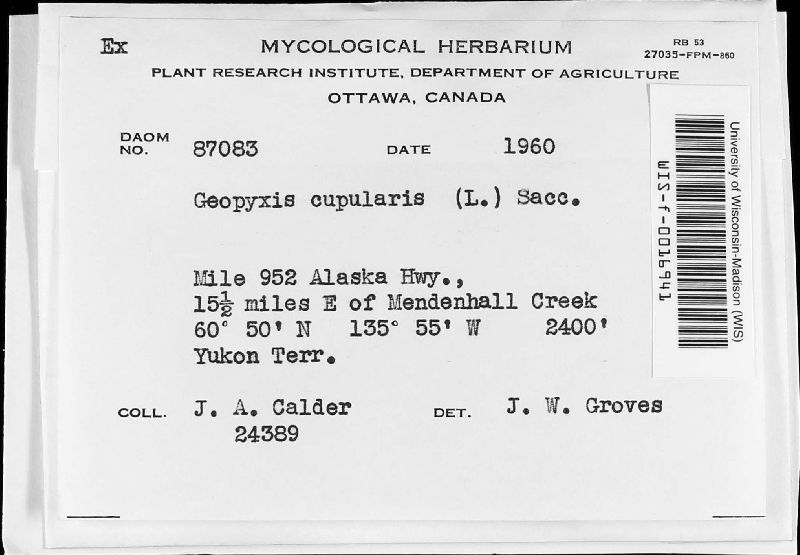 Ex MYCOLOGICAL HERBARIUM RB 53
27035-FPM-860
PLANT RESEARCH INSTITUTE, DEPARTMENT OF AGRICULTURE
OTTAWA, CANADA
DAOM NO. 87083 DATE 1960
Geopyxis cupularis (L.) Sacc.
Mile 952 Alaska Hwy.,
15½ miles E of Mendenhall Creek
60° 50' N 135° 55' W 2400'
Yukon Terr.
COLL. J. A. Calder DET. J. W. Groves
24389
University of Wisconsin-Madison (WIS)
WIS-f-0016941